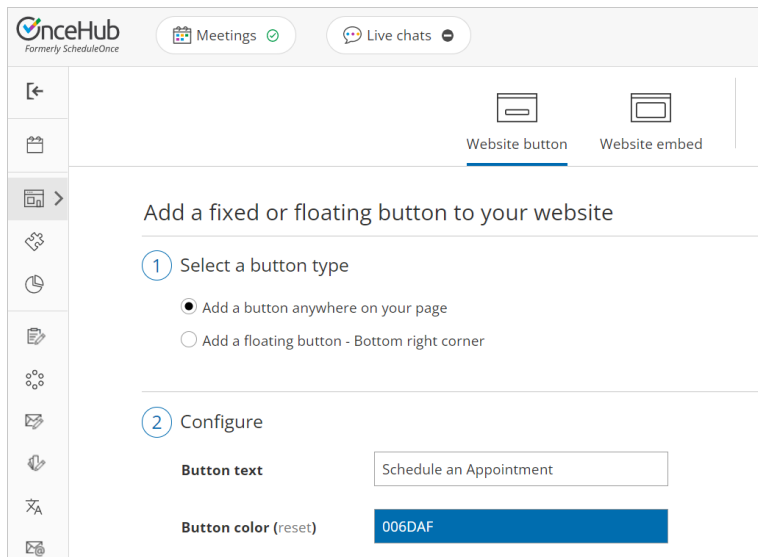 OnceHub
Formerly ScheduleOnce
Meetings
Live chats
Website button
Website embed
Add a fixed or floating button to your website
1 Select a button type
Add a button anywhere on your page
Add a floating button - Bottom right corner
2 Configure
Button text
Schedule an Appointment
Button color (reset)
006DAF